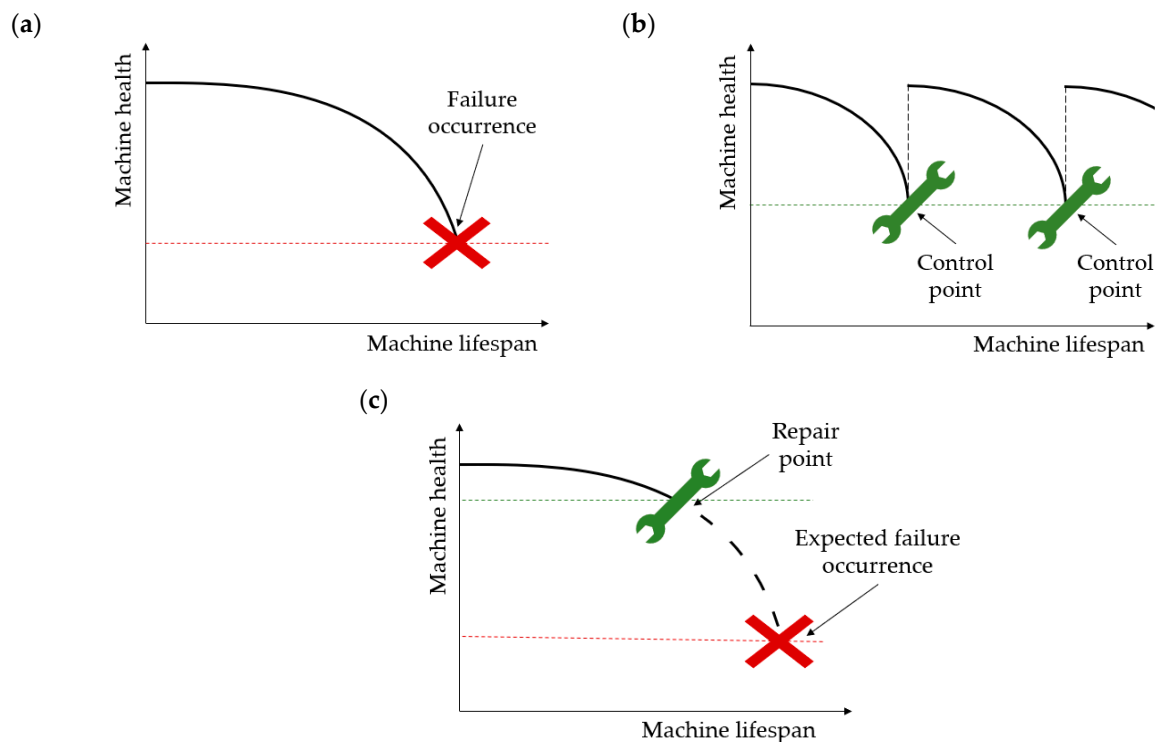 (a)
Machine health
Failure
occurrence
Machine lifespan
(b)
Machine health
Control
point
Control
point
Machine lifespan
(c)
Machine health
Repair
point
Expected failure
occurrence
Machine lifespan